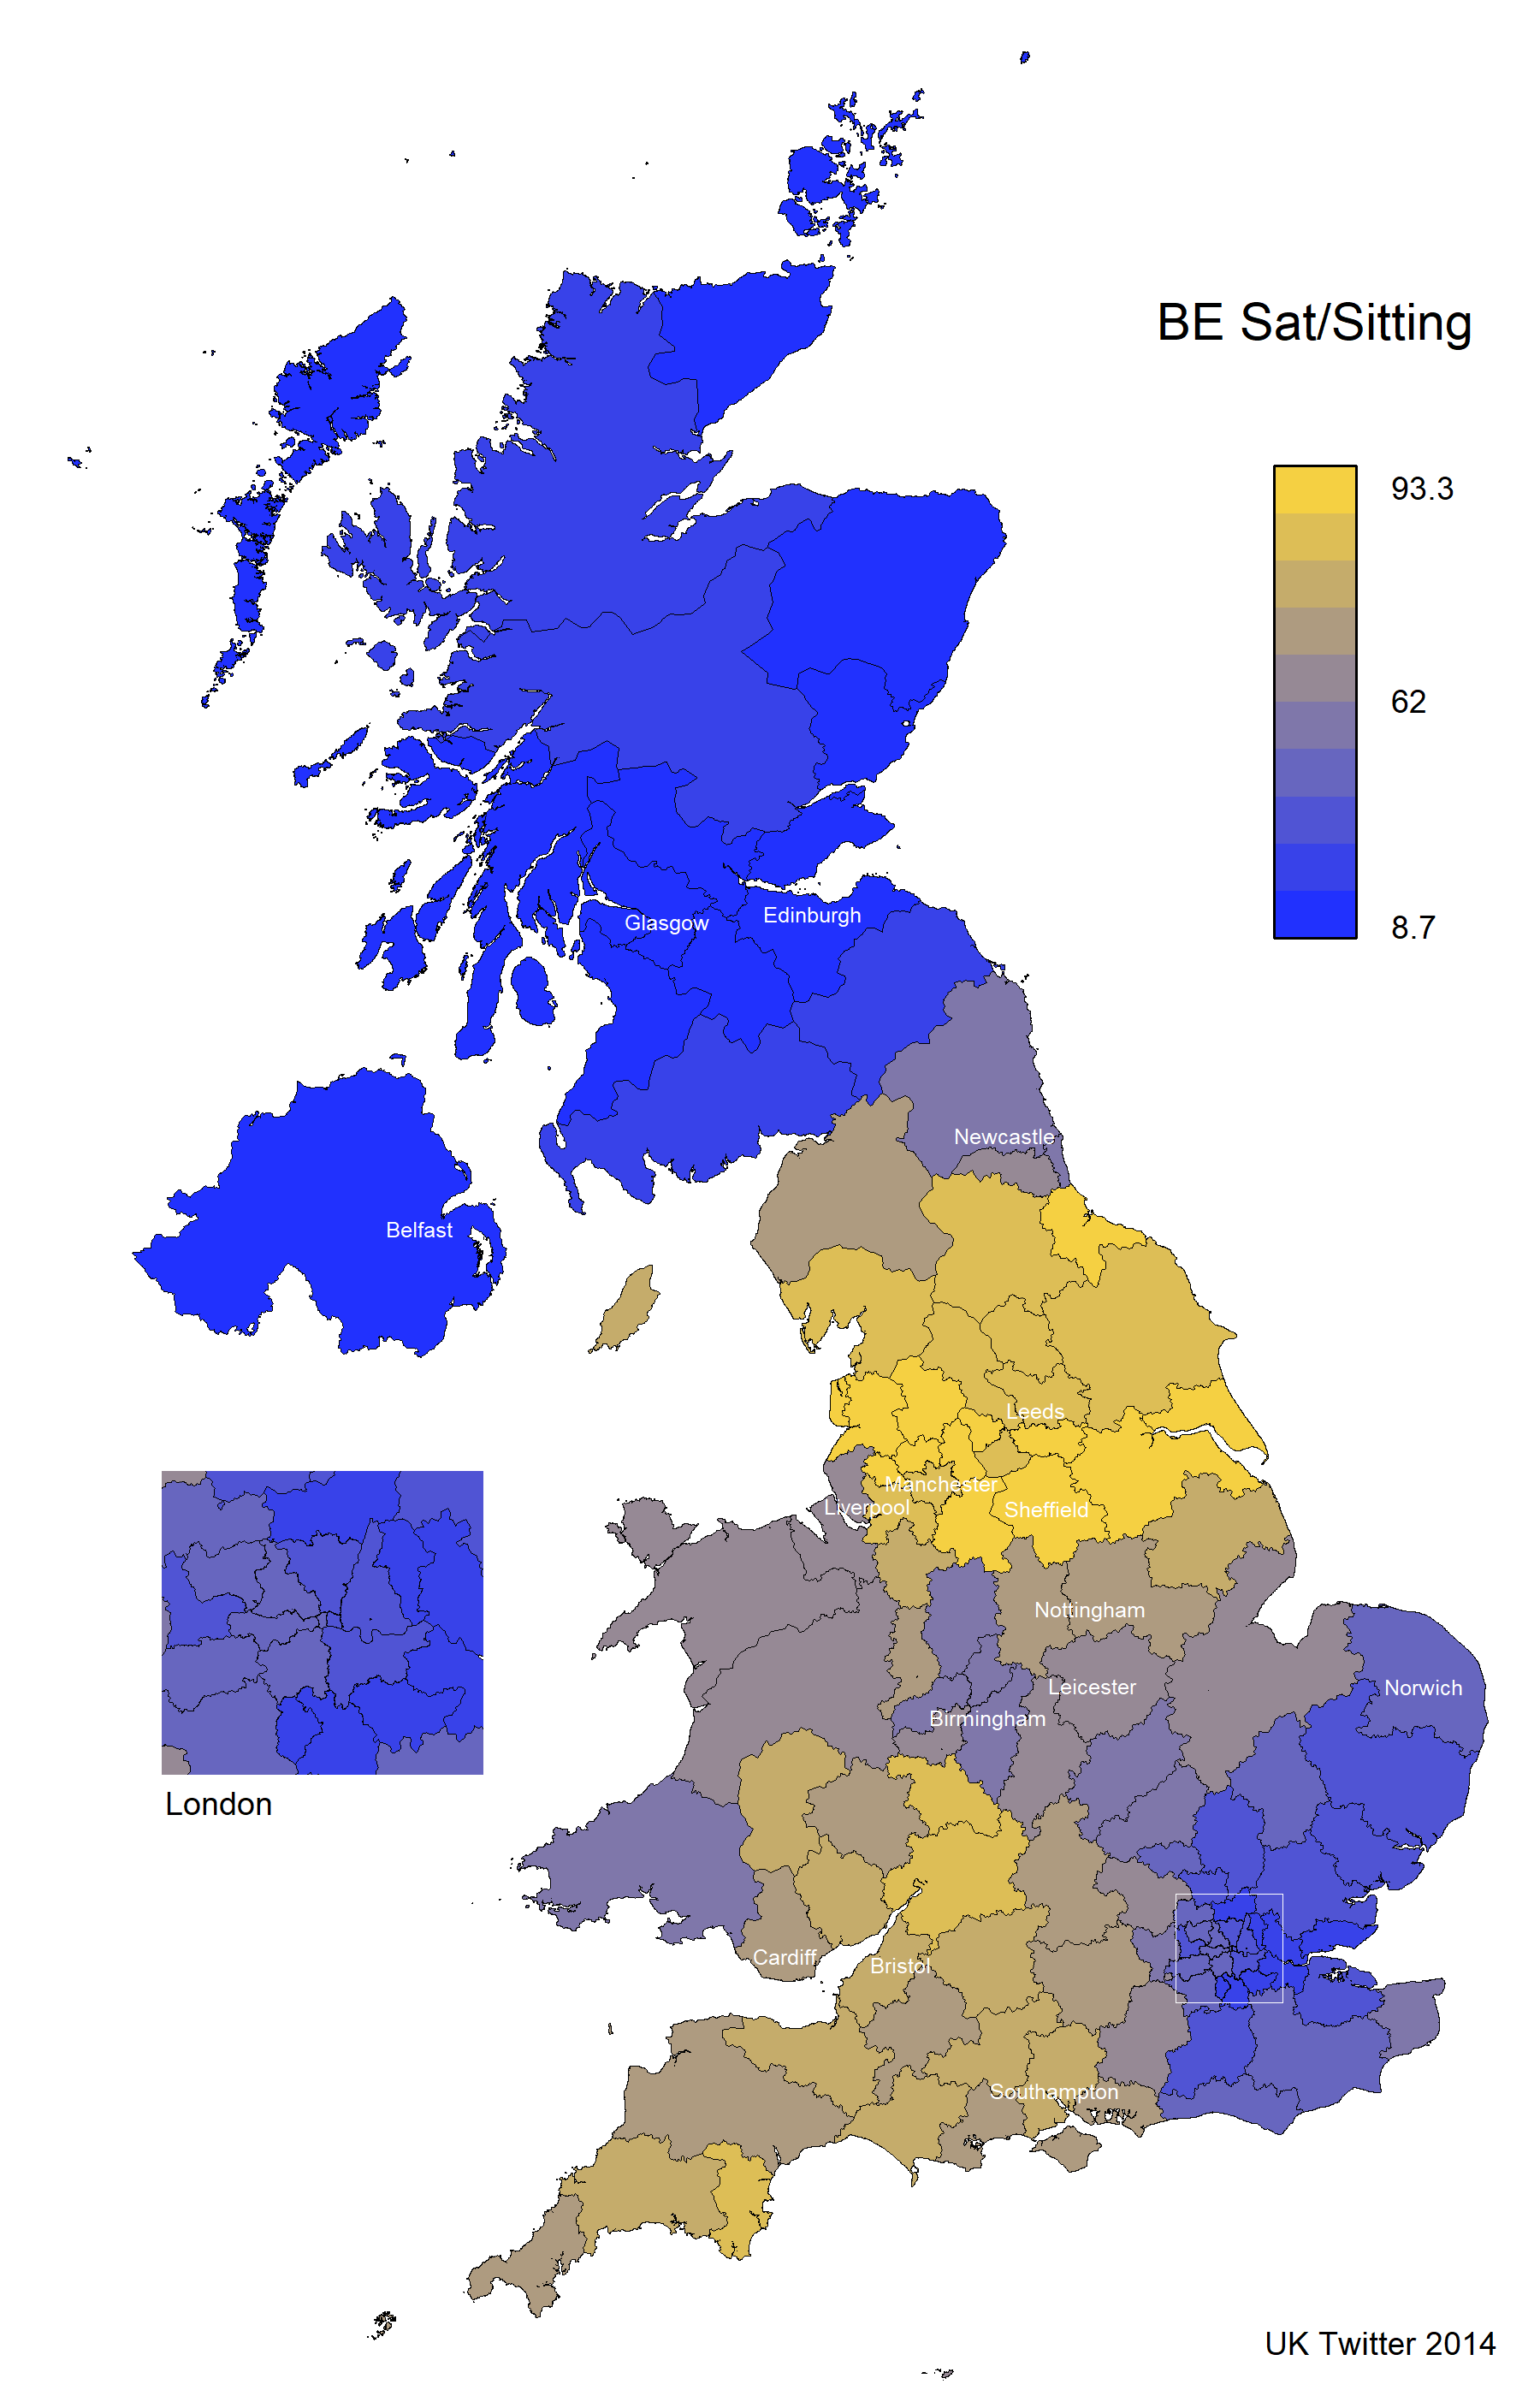 BE Sat/Sitting
93.3
62
8.7
Glasgow
Edinburgh
Newcastle
Belfast
Leeds
Manchester
Liverpool
Sheffield
Nottingham
Leicester
Norwich
Birmingham
London
Cardiff
Bristol
Southampton
UK Twitter 2014